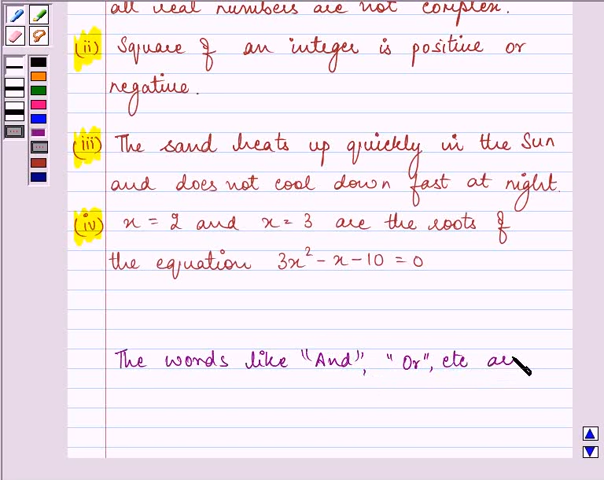 all real numbers are not complex.
(ii) Square of an integer is positive or
negative.
(iii) The sand heats up quickly in the Sun
and does not cool down fast at night.
(iv) x = 2 and x = 3 are the roots of
the equation 3x² - x - 10 = 0
The words like "And", "Or", etc are